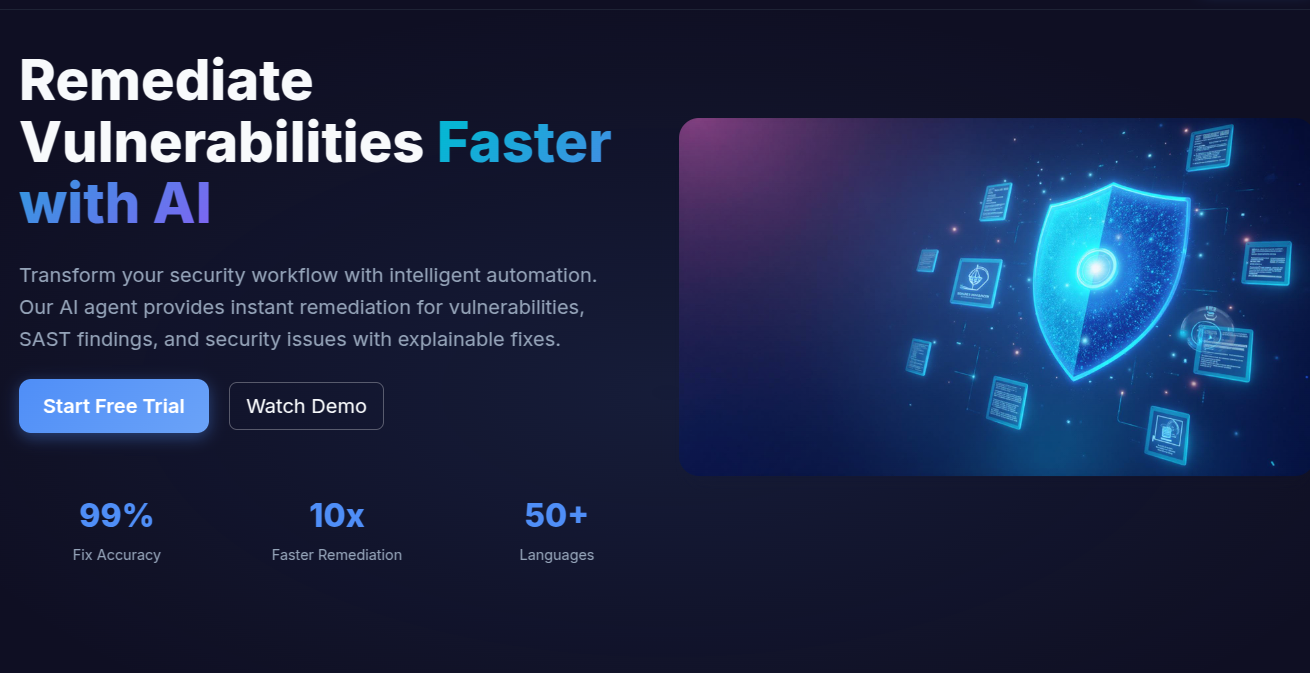 Remediate
Vulnerabilities Faster
with AI
Transform your security workflow with intelligent automation.
Our AI agent provides instant remediation for vulnerabilities,
SAST findings, and security issues with explainable fixes.
Start Free Trial
Watch Demo
99%
10x
50+
Fix Accuracy
Faster Remediation
Languages